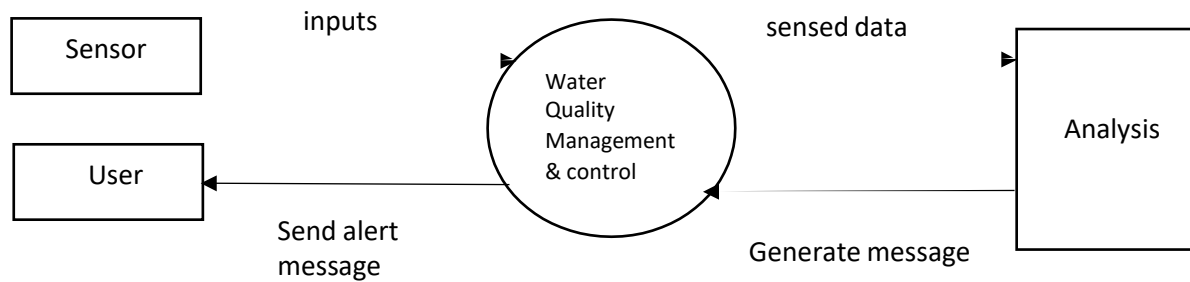 inputs
sensed data
Sensor
Water
Quality
Management
& control
Analysis
User
Send alert
message
Generate message